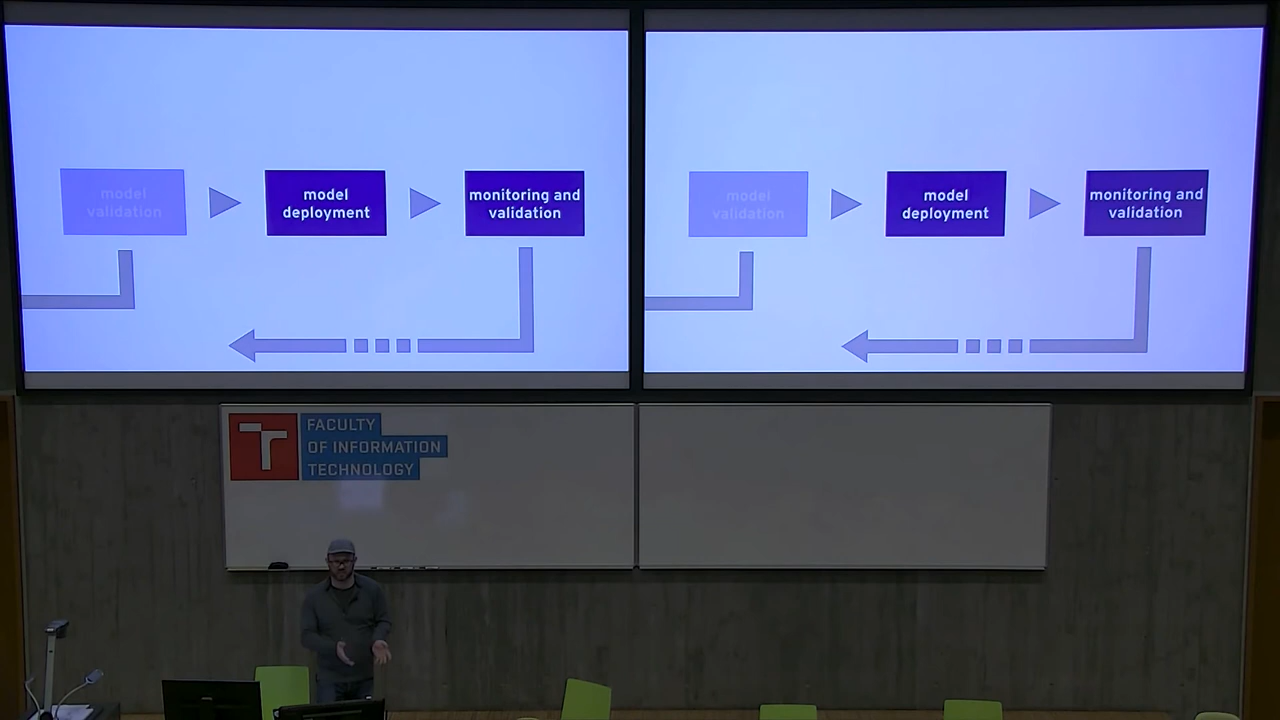 model
validation
model
deployment
monitoring and
validation
model
validation
model
deployment
monitoring and
validation
FACULTY
OF INFORMATION
TECHNOLOGY